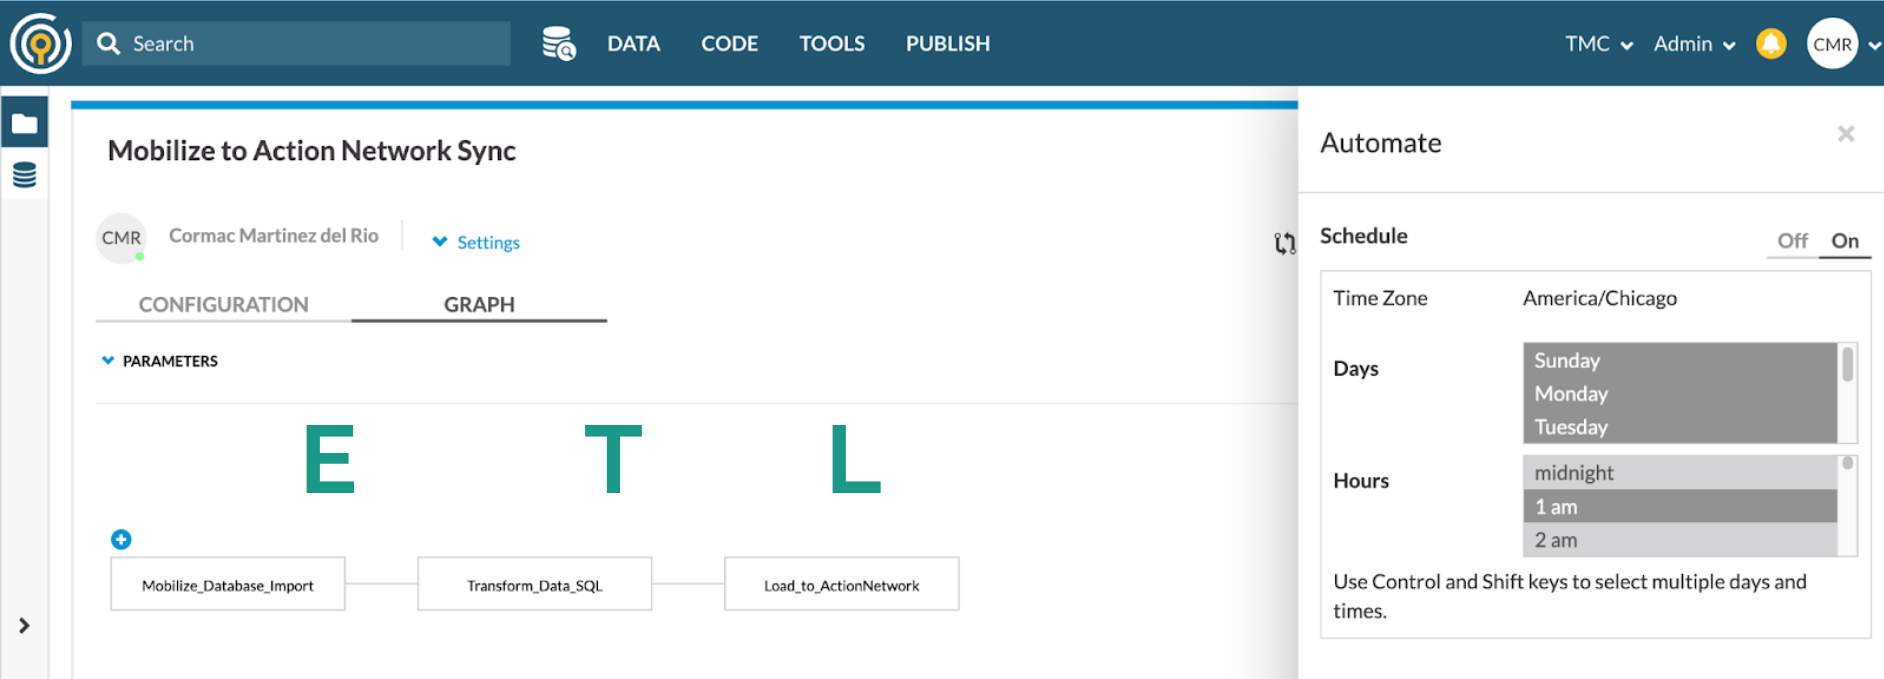 Search DATA CODE TOOLS PUBLISH TMC Admin CMR
Mobilize to Action Network Sync
CMR Cormac Martinez del Rio Settings
CONFIGURATION GRAPH
PARAMETERS
E T L
Mobilize_Database_Import Transform_Data_SQL Load_to_ActionNetwork
Automate
Schedule Off On
Time Zone America/Chicago
Days
Sunday
Monday
Tuesday
Hours
midnight
1 am
2 am
Use Control and Shift keys to select multiple days and
times.